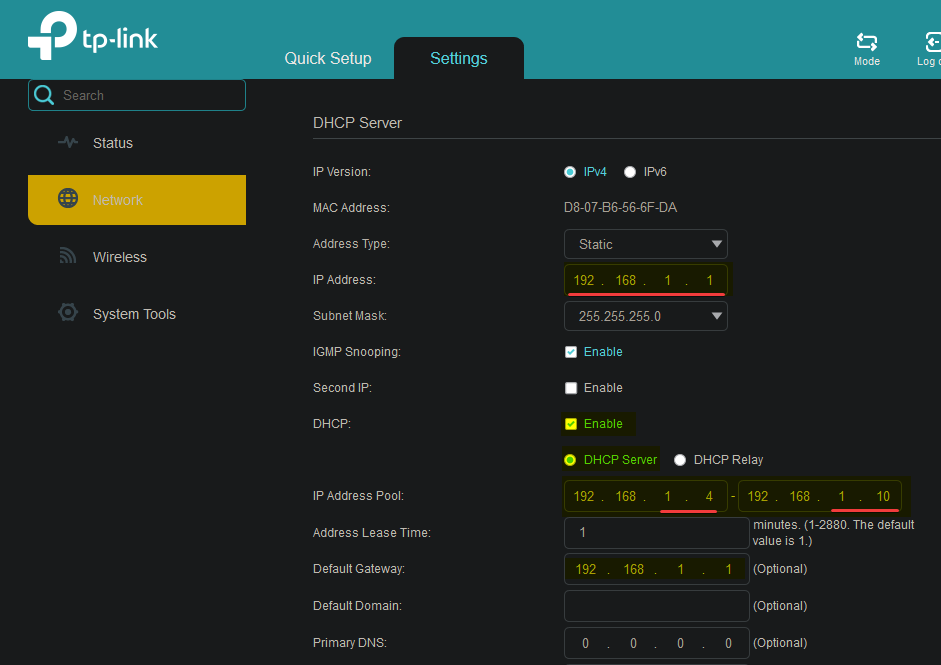 tp-link
Quick Setup
Settings
Mode
Log
Search
Status
Network
Wireless
System Tools
DHCP Server
IP Version: IPv4 IPv6
MAC Address: D8-07-B6-56-6F-DA
Address Type: Static
IP Address: 192 . 168 . 1 . 1
Subnet Mask: 255.255.255.0
IGMP Snooping: Enable
Second IP: Enable
DHCP: Enable
DHCP Server DHCP Relay
IP Address Pool: 192 . 168 . 1 . 4 - 192 . 168 . 1 . 10
Address Lease Time: 1 minutes. (1-2880. The default
value is 1.)
Default Gateway: 192 . 168 . 1 . 1 (Optional)
Default Domain: (Optional)
Primary DNS: 0 . 0 . 0 . 0 (Optional)